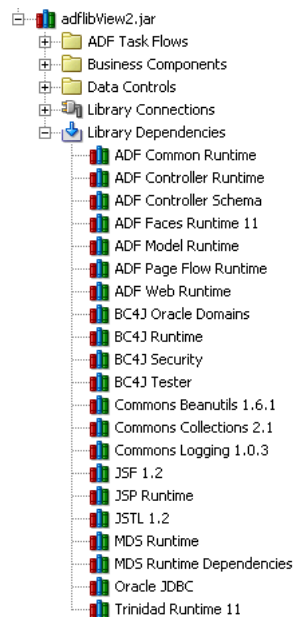 adflibView2.jar
ADF Task Flows
Business Components
Data Controls
Library Connections
Library Dependencies
ADF Common Runtime
ADF Controller Runtime
ADF Controller Schema
ADF Faces Runtime 11
ADF Model Runtime
ADF Page Flow Runtime
ADF Web Runtime
BC4J Oracle Domains
BC4J Runtime
BC4J Security
BC4J Tester
Commons Beanutils 1.6.1
Commons Collections 2.1
Commons Logging 1.0.3
JSF 1.2
JSP Runtime
JSTL 1.2
MDS Runtime
MDS Runtime Dependencies
Oracle JDBC
Trinidad Runtime 11